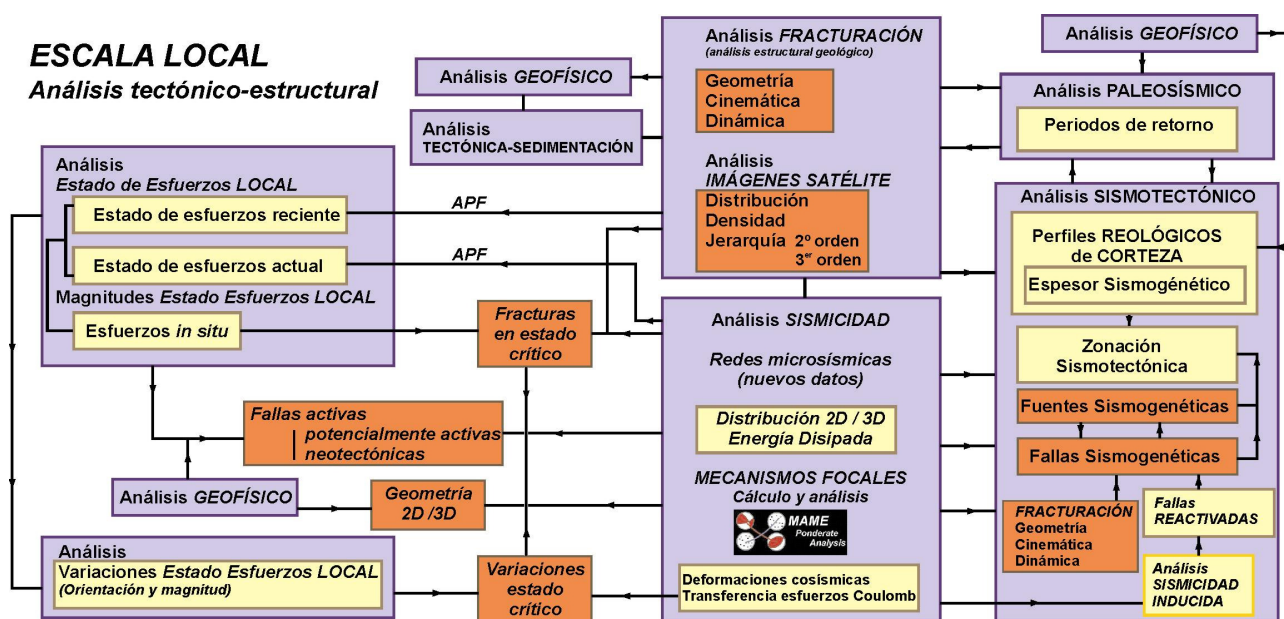 ESCALA LOCAL
Análisis tectónico-estructural
Análisis GEOFÍSICO
Análisis
TECTÓNICA-SEDIMENTACIÓN
Análisis FRACTURACIÓN
(análisis estructural geológico)
Geometría
Cinemática
Dinámica
Análisis
IMÁGENES SATÉLITE
Distribución
Densidad
Jerarquía 2º orden
3er orden
Análisis GEOFÍSICO
Análisis PALEOSÍSMICO
Periodos de retorno
Análisis
Estado de Esfuerzos LOCAL
Estado de esfuerzos reciente
Estado de esfuerzos actual
Magnitudes Estado Esfuerzos LOCAL
Esfuerzos in situ
APF
APF
Fracturas
en estado
crítico
Fallas activas
potencialmente activas
neotectónicas
Análisis GEOFÍSICO
Geometría
2D /3D
Análisis
Variaciones Estado Esfuerzos LOCAL
(Orientación y magnitud)
Variaciones
estado
crítico
Análisis SISMICIDAD
Redes microsísmicas
(nuevos datos)
Distribución 2D / 3D
Energía Disipada
MECANISMOS FOCALES
Cálculo y análisis
MAME
Ponderate
Analysis
Deformaciones cosísmicas
Transferencia esfuerzos Coulomb
Análisis SISMOTECTÓNICO
Perfiles REOLÓGICOS
de CORTEZA
Espesor Sismogénético
Zonación
Sismotectónica
Fuentes Sismogenéticas
Fallas Sismogenéticas
FRACTURACIÓN
Geometría
Cinemática
Dinámica
Fallas
REACTIVADAS
Análisis
SISMICIDAD
INDUCIDA